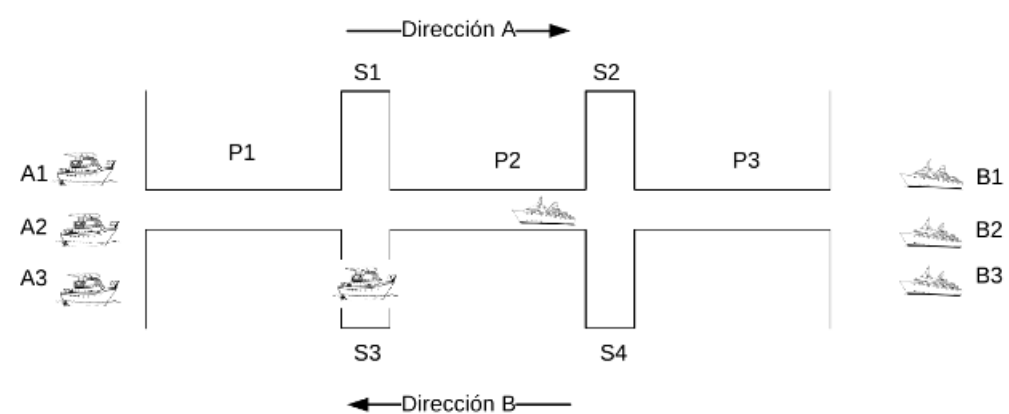 Dirección A
S1 S2
P1 P2 P3
A1 B1
A2 B2
A3 B3
S3 S4
Dirección B